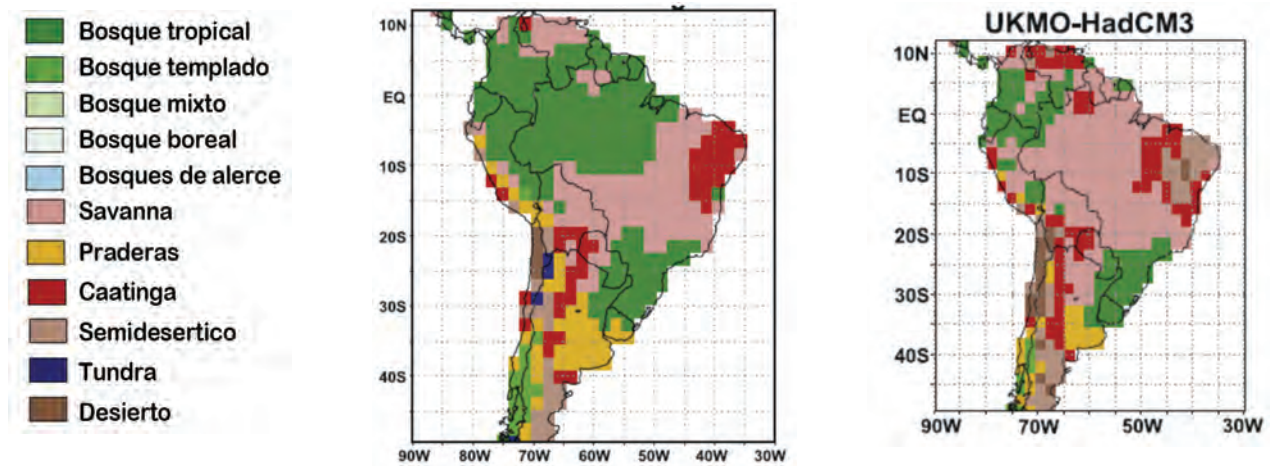 Bosque tropical
Bosque templado
Bosque mixto
Bosque boreal
Bosques de alerce
Savanna
Praderas
Caatinga
Semidesertico
Tundra
Desierto
10N
EQ
10S
20S
30S
40S
90W 70W 60W 50W 40W 30W
UKMO-HadCM3
10N
EQ
10S
20S
30S
40S
90W 70W 50W 30W